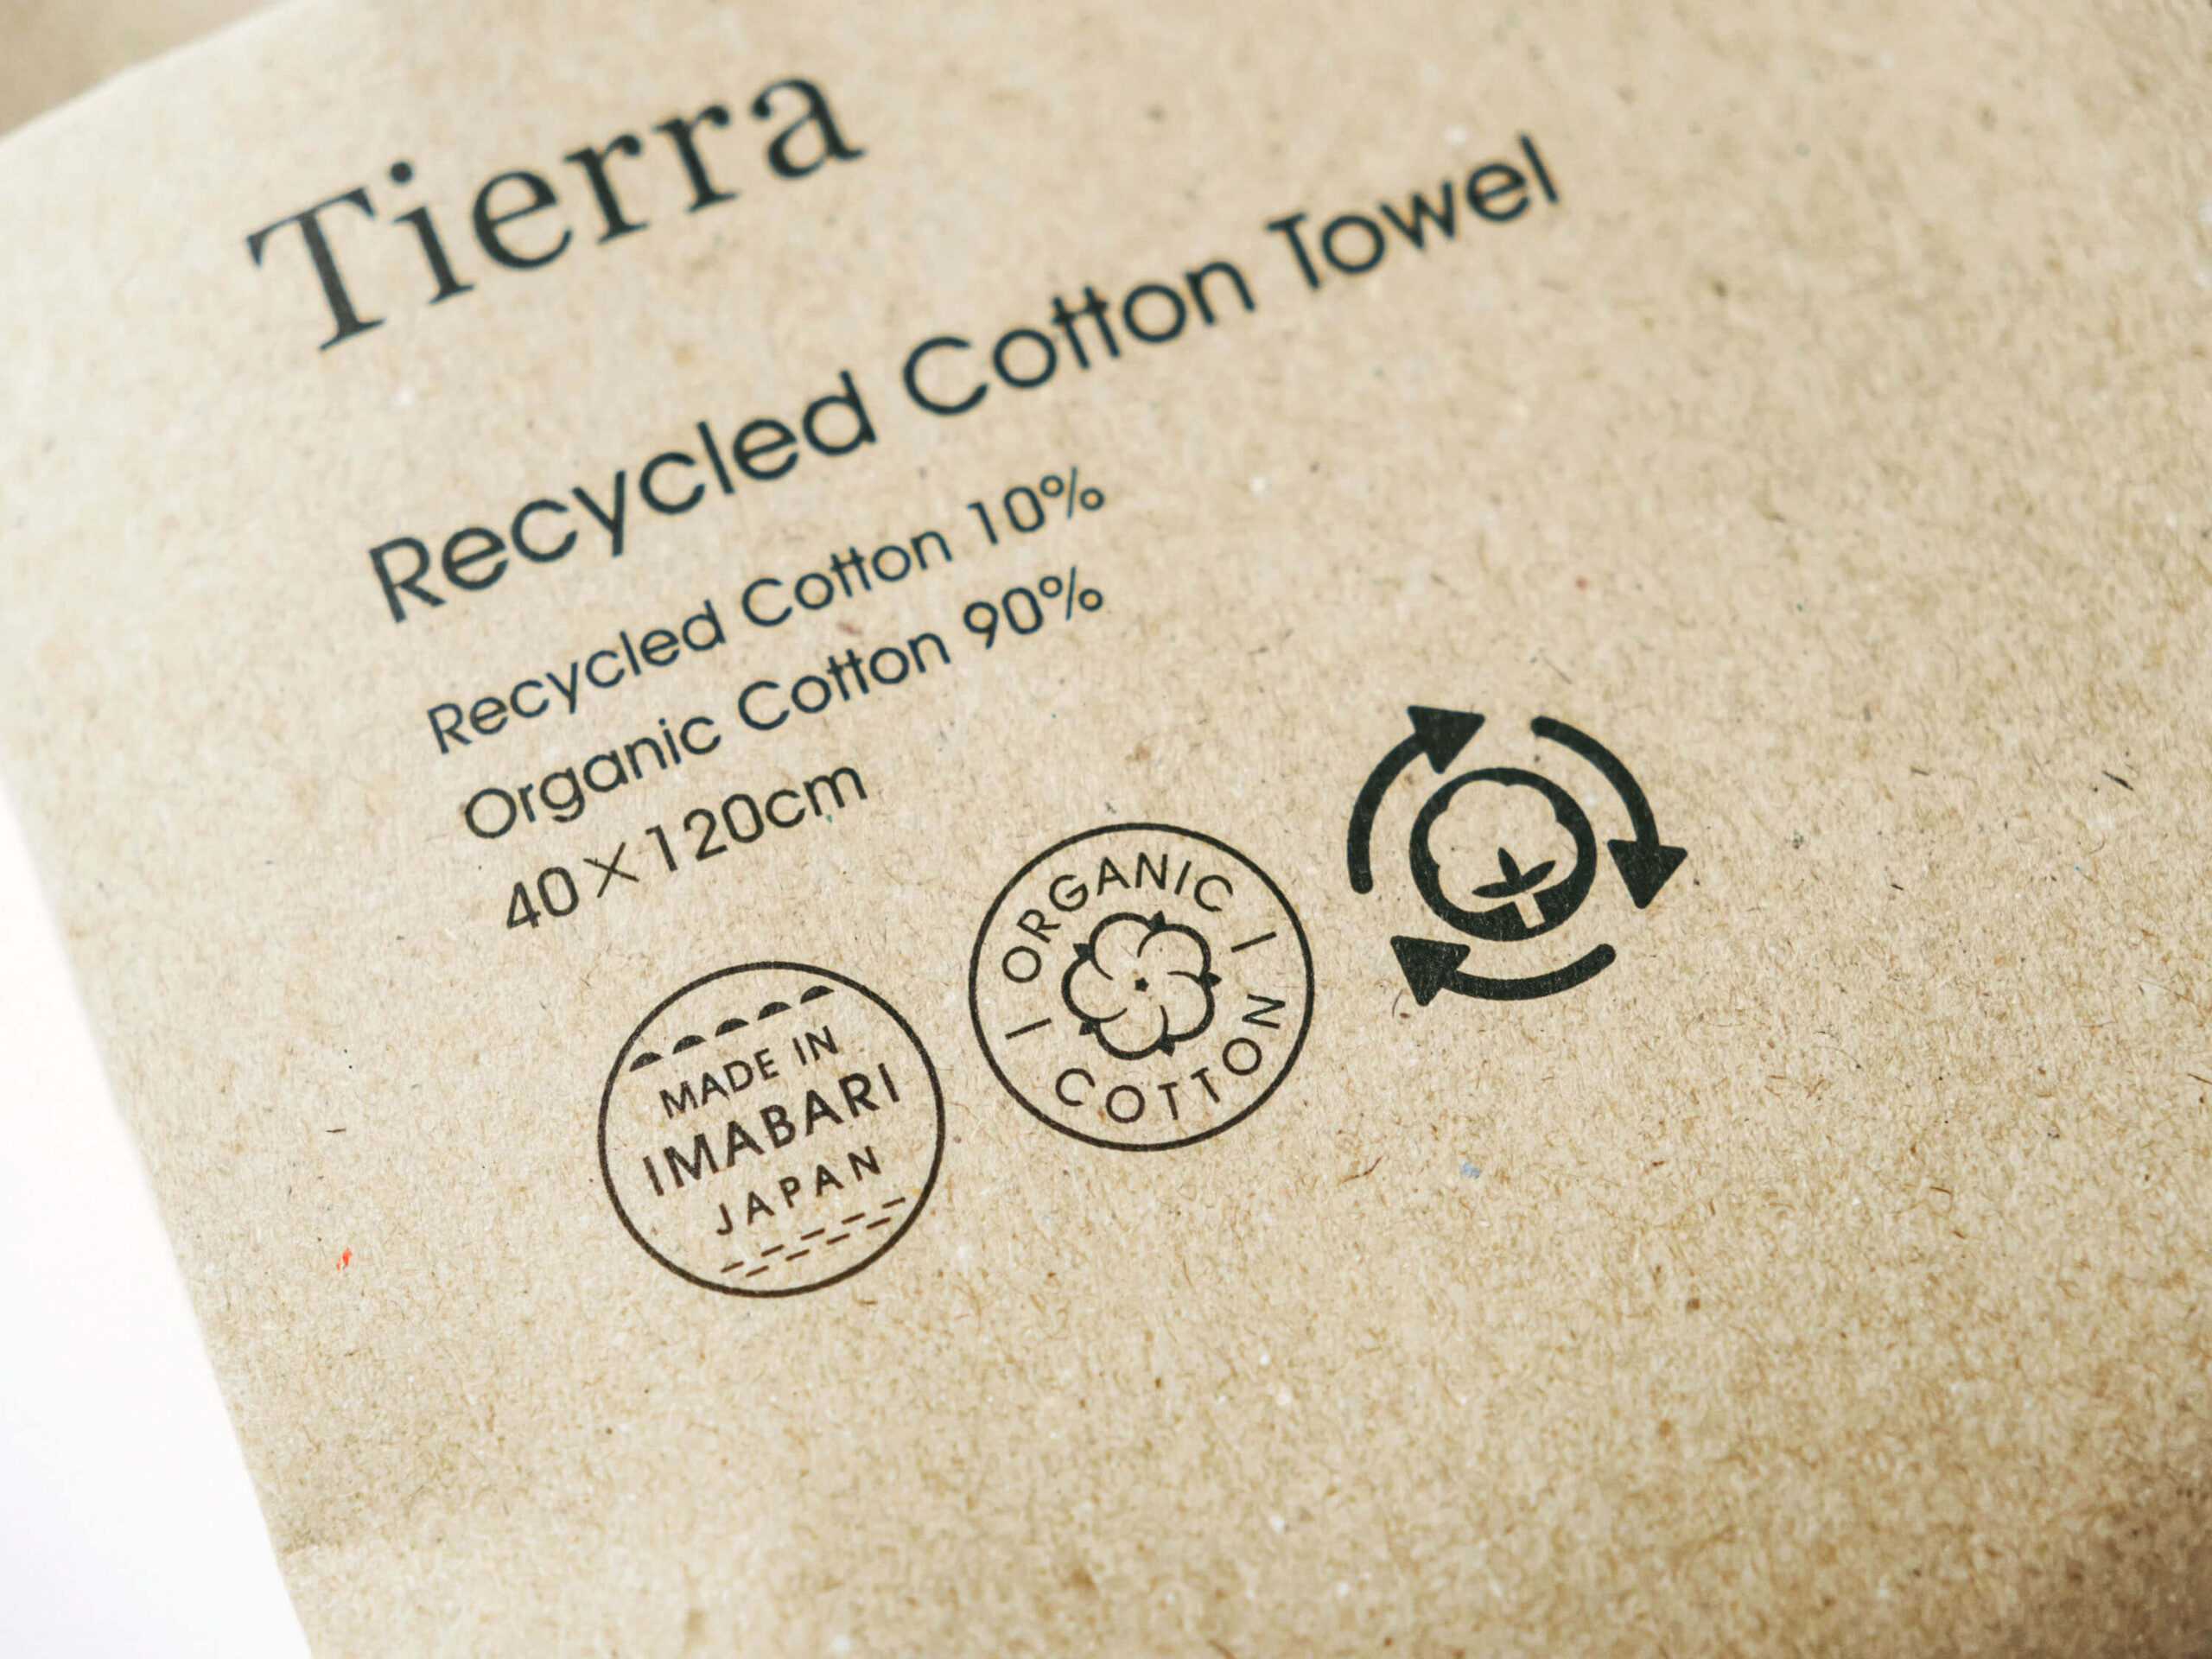 Tierra
Recycled Cotton Towel
Recycled Cotton 10%
Organic Cotton 90%
40×120cm
MADE IN
IMABARI
JAPAN
ORGANIC
COTTON